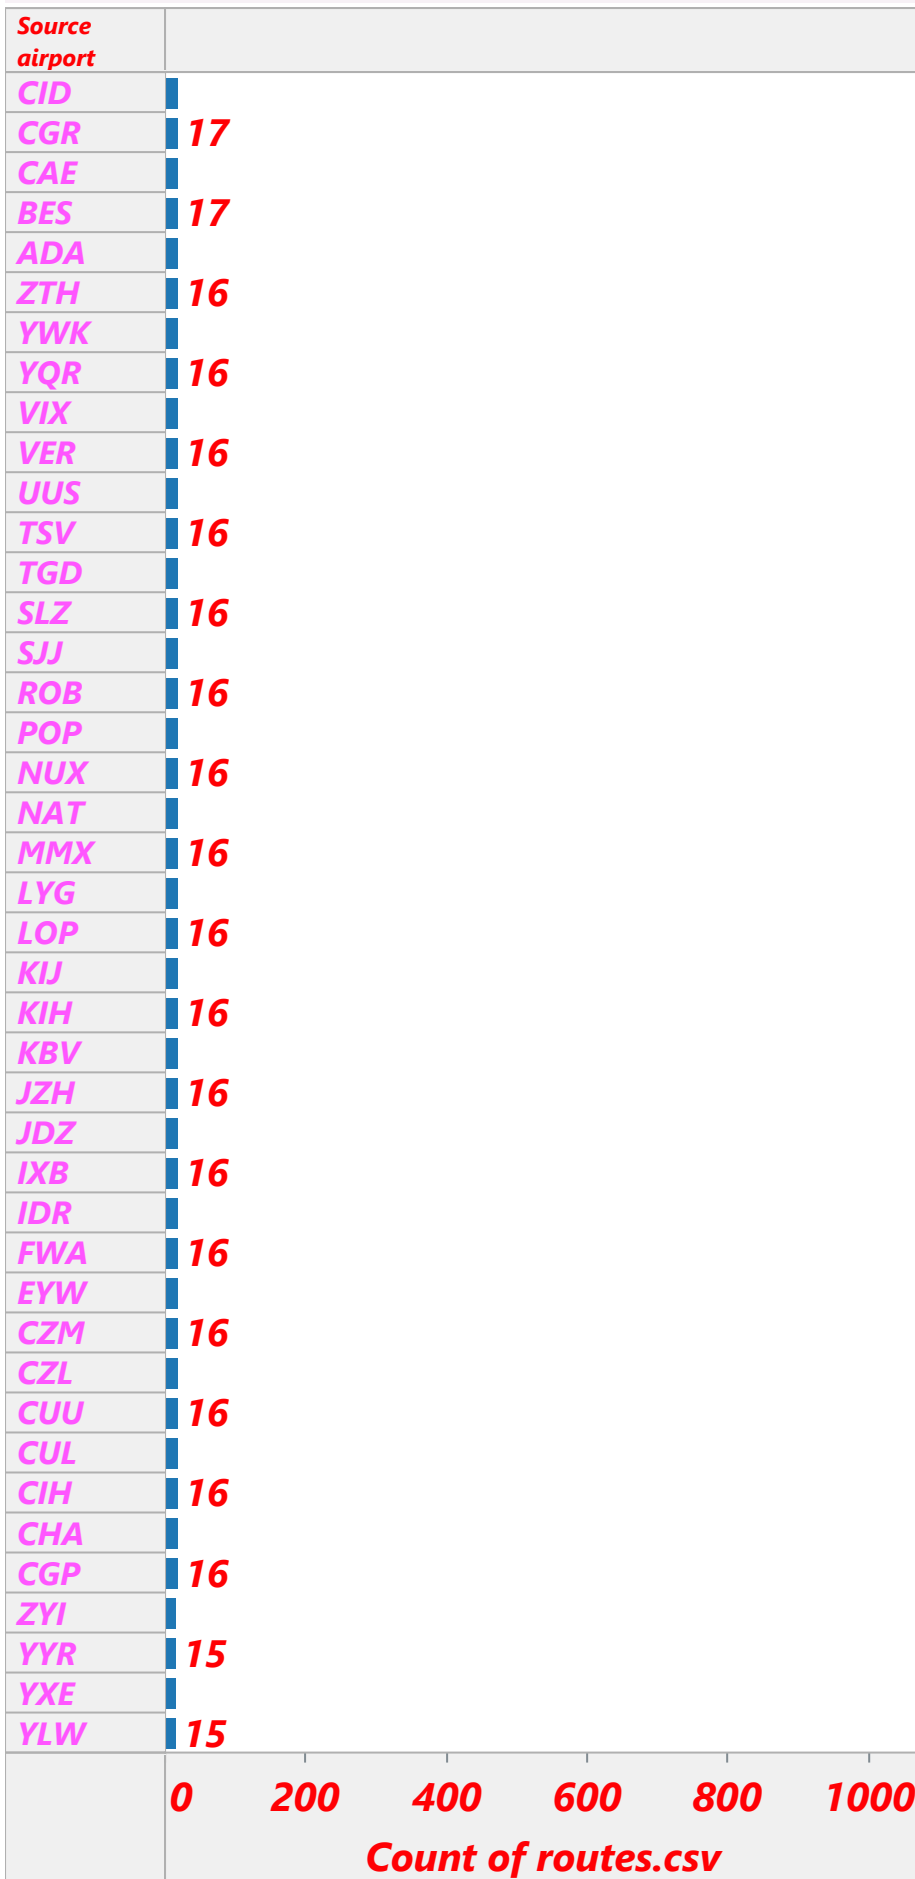 Source
airport
CID
CGR 17
CAE
BES 17
ADA
ZTH 16
YWK
YQR 16
VIX
VER 16
UUS
TSV 16
TGD
SLZ 16
SJJ
ROB 16
POP
NUX 16
NAT
MMX 16
LYG
LOP 16
KIJ
KIH 16
KBV
JZH 16
JDZ
IXB 16
IDR
FWA 16
EYW
CZM 16
CZL
CUU 16
CUL
CIH 16
CHA
CGP 16
ZYI
YYR 15
YXE
YLW 15
0 200 400 600 800 1000
Count of routes.csv